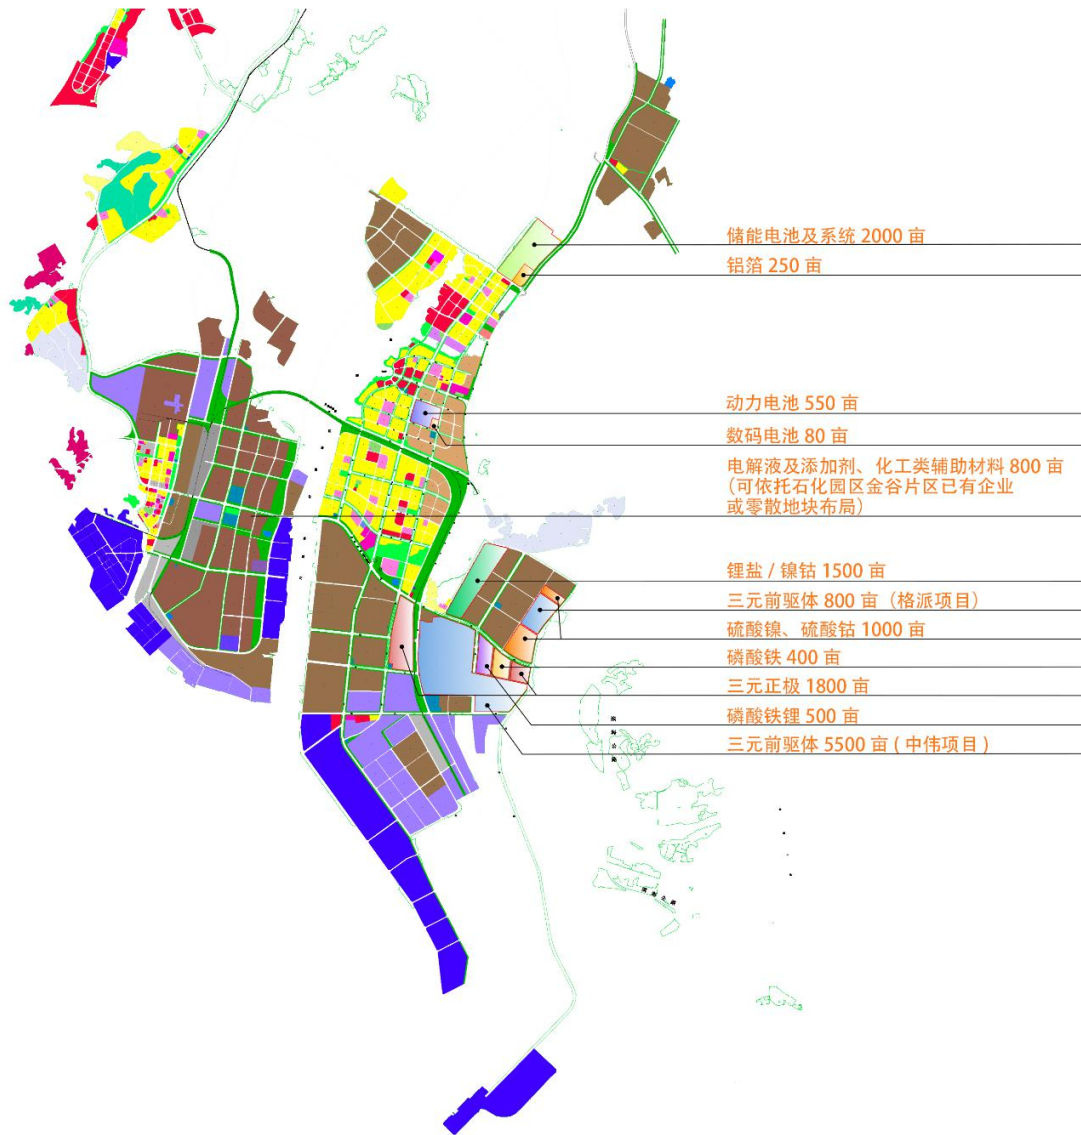 储能电池及系统 2000 亩
铝箔 250 亩
动力电池 550 亩
数码电池 80 亩
电解液及添加剂、化工类辅助材料 800 亩
（可依托石化园区金谷片区已有企业
或零散地块布局）
锂盐 / 镍钴 1500 亩
三元前驱体 800 亩（格派项目）
硫酸镍、硫酸钴 1000 亩
磷酸铁 400 亩
三元正极 1800 亩
磷酸铁锂 500 亩
三元前驱体 5500 亩 ( 中伟项目 )